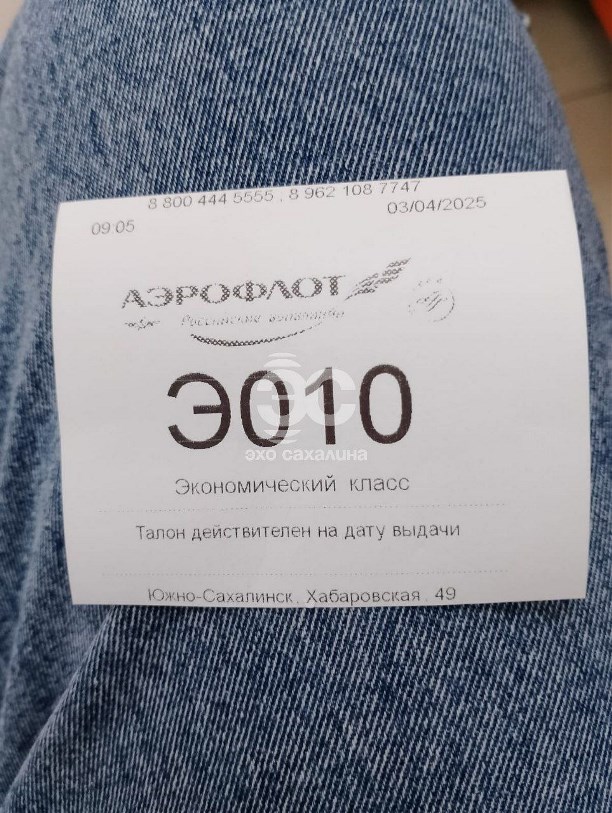 8 800 444 5555 , 8 962 108 7747
09:05 03/04/2025
АЭРОФЛОТ
Российские авиалинии
Э010
ЭС
эхо сахалина
Экономический класс
Талон действителен на дату выдачи
Южно-Сахалинск, Хабаровская , 49